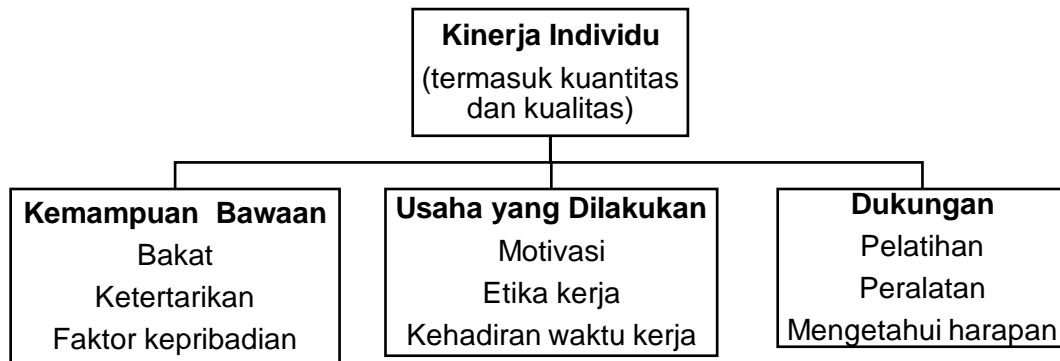 Kinerja Individu
(termasuk kuantitas
dan kualitas)
Kemampuan Bawaan
Bakat
Ketertarikan
Faktor kepribadian
Usaha yang Dilakukan
Motivasi
Etika kerja
Kehadiran waktu kerja
Dukungan
Pelatihan
Peralatan
Mengetahui harapan